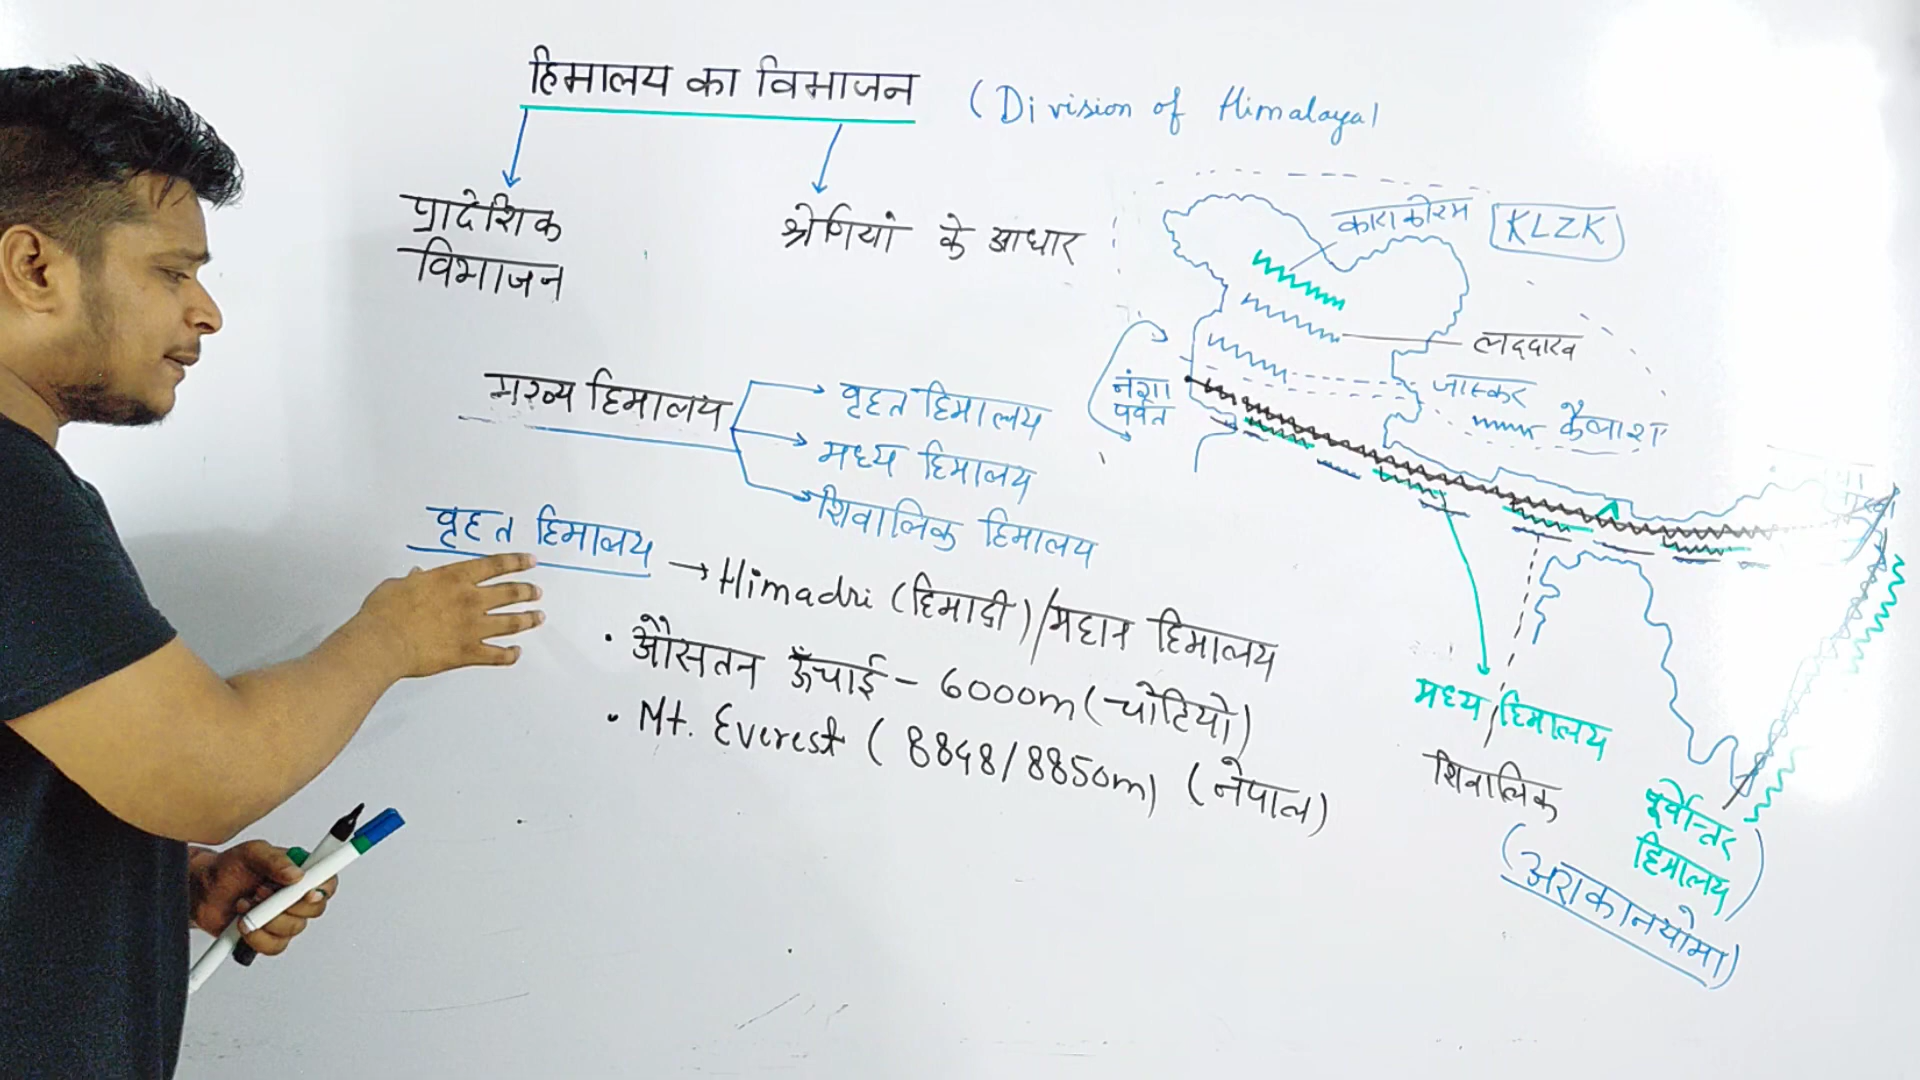 हिमालय का विभाजन (Division of Himalaya)
प्रादेशिक
विभाजन
श्रेणियां के आधार
मुख्य हिमालय
वृहत हिमालय
मध्य हिमालय
शिवालिक हिमालय
वृहत हिमालय → Himadri (हिमाद्री) / महान हिमालय
• औसतन ऊँचाई - 6000m (चोटियो)
• Mt. Everest ( 8848/8850m) (नेपाल)
काराकोरम KLZK
लद्दाख
जास्कर
कैलाश
नंगा
पर्वत
मध्य हिमालय
शिवालिक
पूर्वोत्तर
हिमालय
(अराकानयोमा)